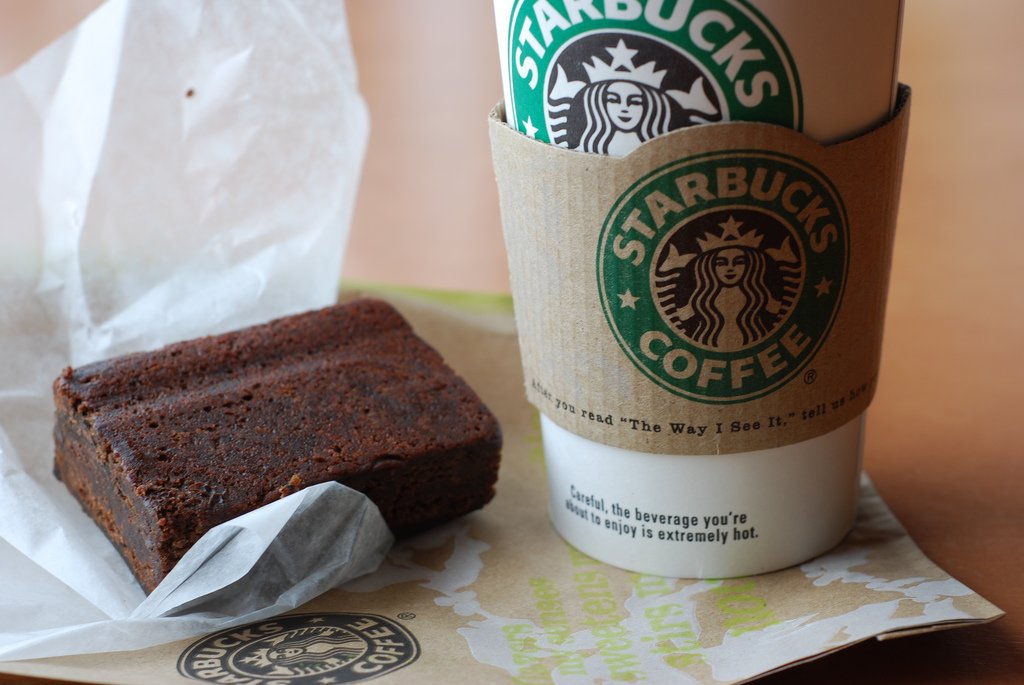 STARBUCKS
STARBUCKS
COFFEE
®
After you read "The Way I See It," tell us how
Careful, the beverage you're
about to enjoy is extremely hot.
STARBUCKS COFFEE ®